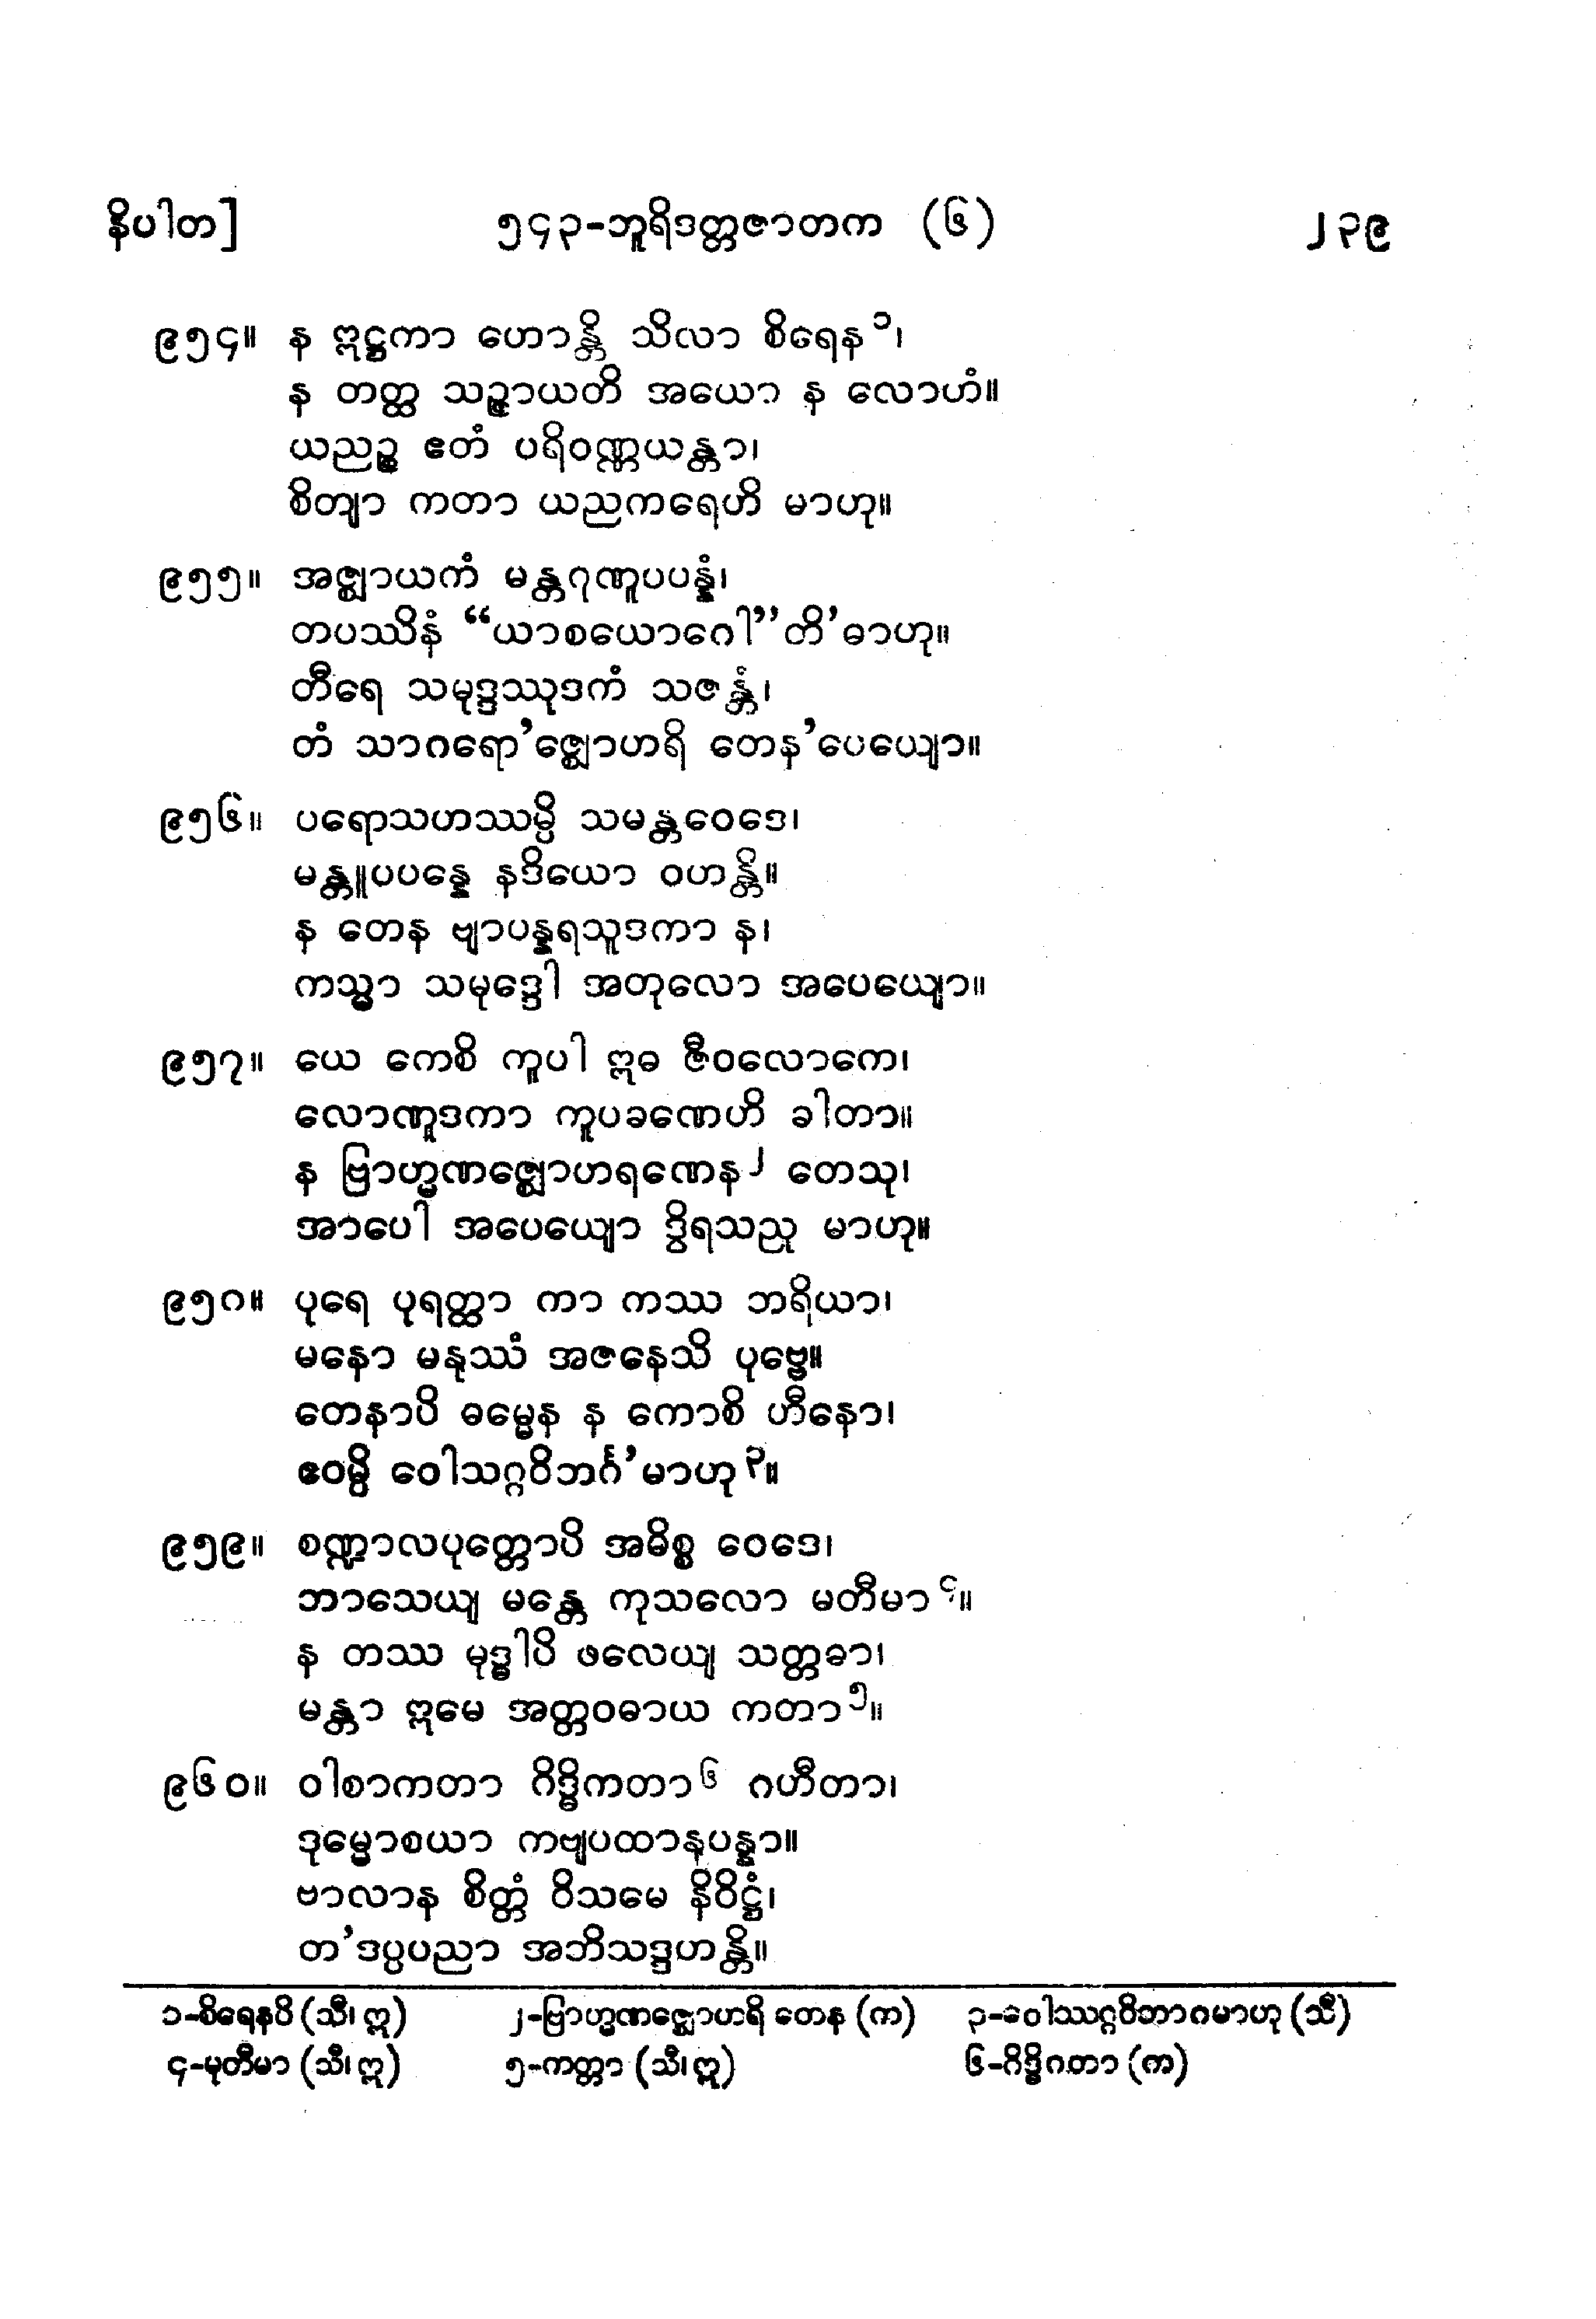 နိပါတ] ၅၄၃-ဘူရိဒတ္တဇာတက (၆) ၂၃၉
၉၅၄။ န ဣဋ္ဌကာ ဟောန္တိ သိလာ စိရေန၁၊
န တတ္ထ သဉ္ဇာယတိ အယော န လောဟံ။
ယညဉ္စ ဧတံ ပရိဝဏ္ဏယန္တာ၊
စိတျာ ကတာ ယညကရေဟိ မာဟု။
၉၅၅။ အဇ္ဈာယကံ မန္တဂုဏူပပန္နံ၊
တပဿိနံ “ယာစယောဂေါ”တိ’ဓာဟု။
တီရေ သမုဒ္ဒဿုဒကံ သဇန္တံ၊
တံ သာဂရော’ဇ္ဈောဟရိ တေန’ပေယျော။
၉၅၆။ ပရောသဟဿမ္ပိ သမန္တဝေဒေ၊
မန္တူပပန္နေ နဒိယော ဝဟန္တိ။
န တေန ဗျာပန္နရသူဒကာ န၊
ကသ္မာ သမုဒ္ဒေါ အတုလော အပေယျော။
၉၅၇။ ယေ ကေစိ ကူပါ ဣဓ ဇီဝလောကေ၊
လောဏူဒကာ ကူပခဏေဟိ ခါတာ။
န ဗြာဟ္မဏဇ္ဈောဟရဏေန၂ တေသု၊
အာပေါ အပေယျော ဒွိရသညု မာဟု။
၉၅၈။ ပုရေ ပုရတ္ထာ ကာ ကဿ ဘရိယာ၊
မနော မနုဿံ အဇနေသိ ပုဗ္ဗေ။
တေနာပိ ဓမ္မေန န ကောစိ ဟီနော၊
ဧဝမ္ပိ ဝေါသဂ္ဂဝိဘင်္ဂ’မာဟု၃။
၉၅၉။ စဏ္ဍာလပုတ္တောပိ အဓိစ္စ ဝေဒေ၊
ဘာသေယျ မန္တေ ကုသလော မတီမာ၄။
န တဿ မုဒ္ဓါပိ ဖလေယျ သတ္တဓာ၊
မန္တာ ဣမေ အတ္တဝဓာယ ကတာ၅။
၉၆၀။ ဝါစာကတာ ဂိဒ္ဓိကတာ၆ ဂဟီတာ၊
ဒုမ္မောစယာ ကဗျပထာနုပန္နာ။
ဗာလာန စိတ္တံ ဝိသမေ နိဝိဋ္ဌံ၊
တ’ဒပ္ပပညာ အဘိသဒ္ဒဟန္တိ။
၁-စိရေနပိ (သီ၊ ဣ) ၂-ဗြာဟ္မဏဇ္ဈောဟရိ တေန (က) ၃-ဝေါဿဂ္ဂဝိဘာဂမာဟု (သီ)
၄-မုတီမာ (သီ၊ ဣ) ၅-ကတ္တာ (သီ၊ ဣ) ၆-ဂိဒ္ဓိဂတာ (က)